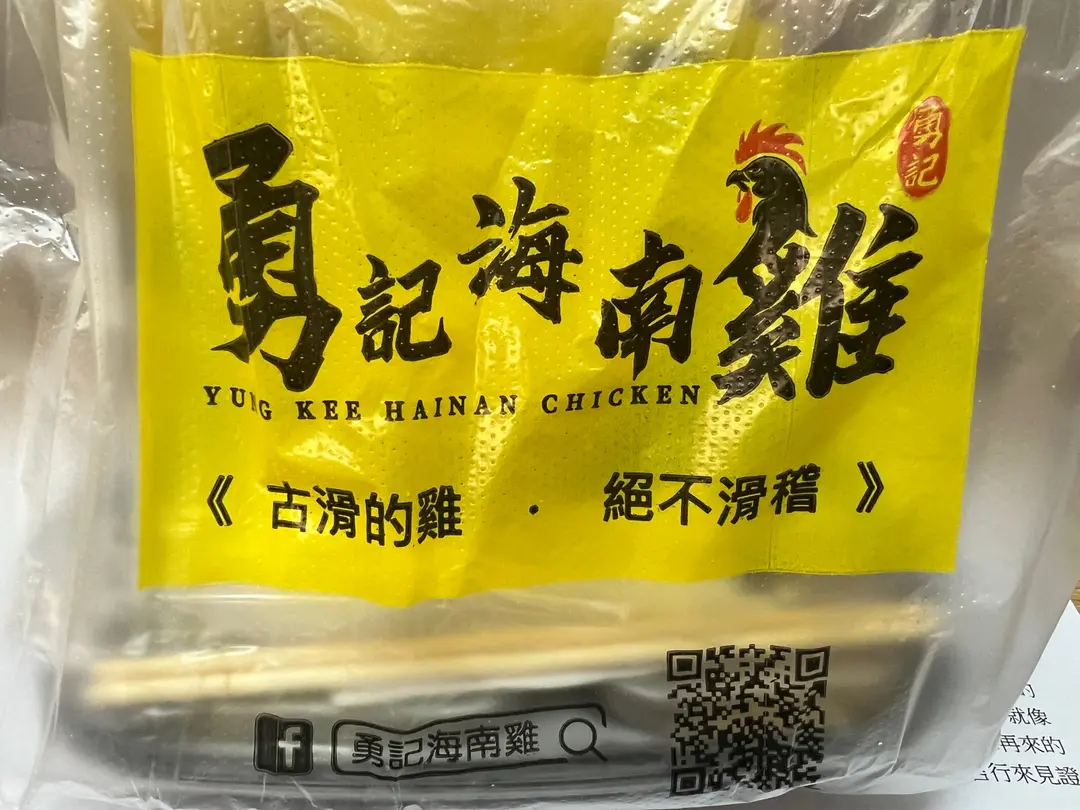 勇記
勇記海南雞
YUNG KEE HAINAN CHICKEN
《 古滑的雞 · 絕不滑稽 》
f 勇記海南雞
的
就像
再來的
行來見證